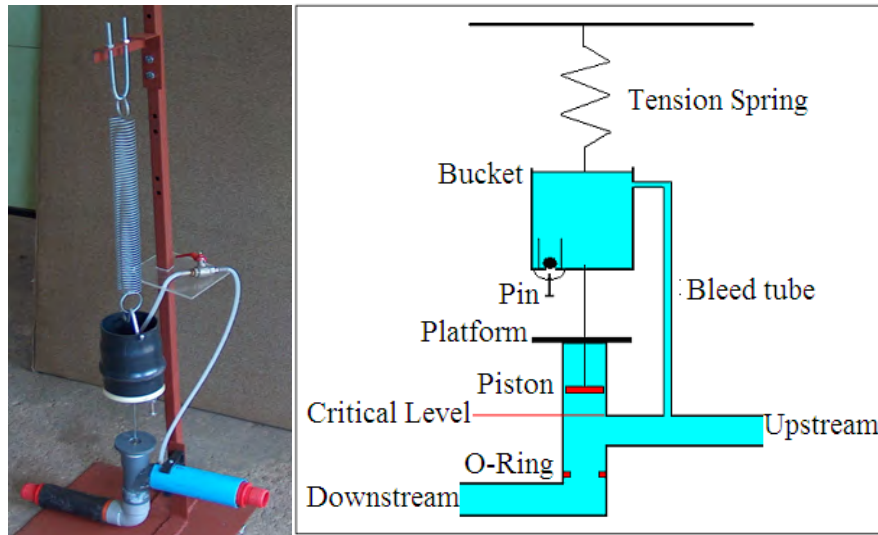 Tension Spring
Bucket
Pin
Bleed tube
Platform
Piston
Critical Level
Upstream
O-Ring
Downstream